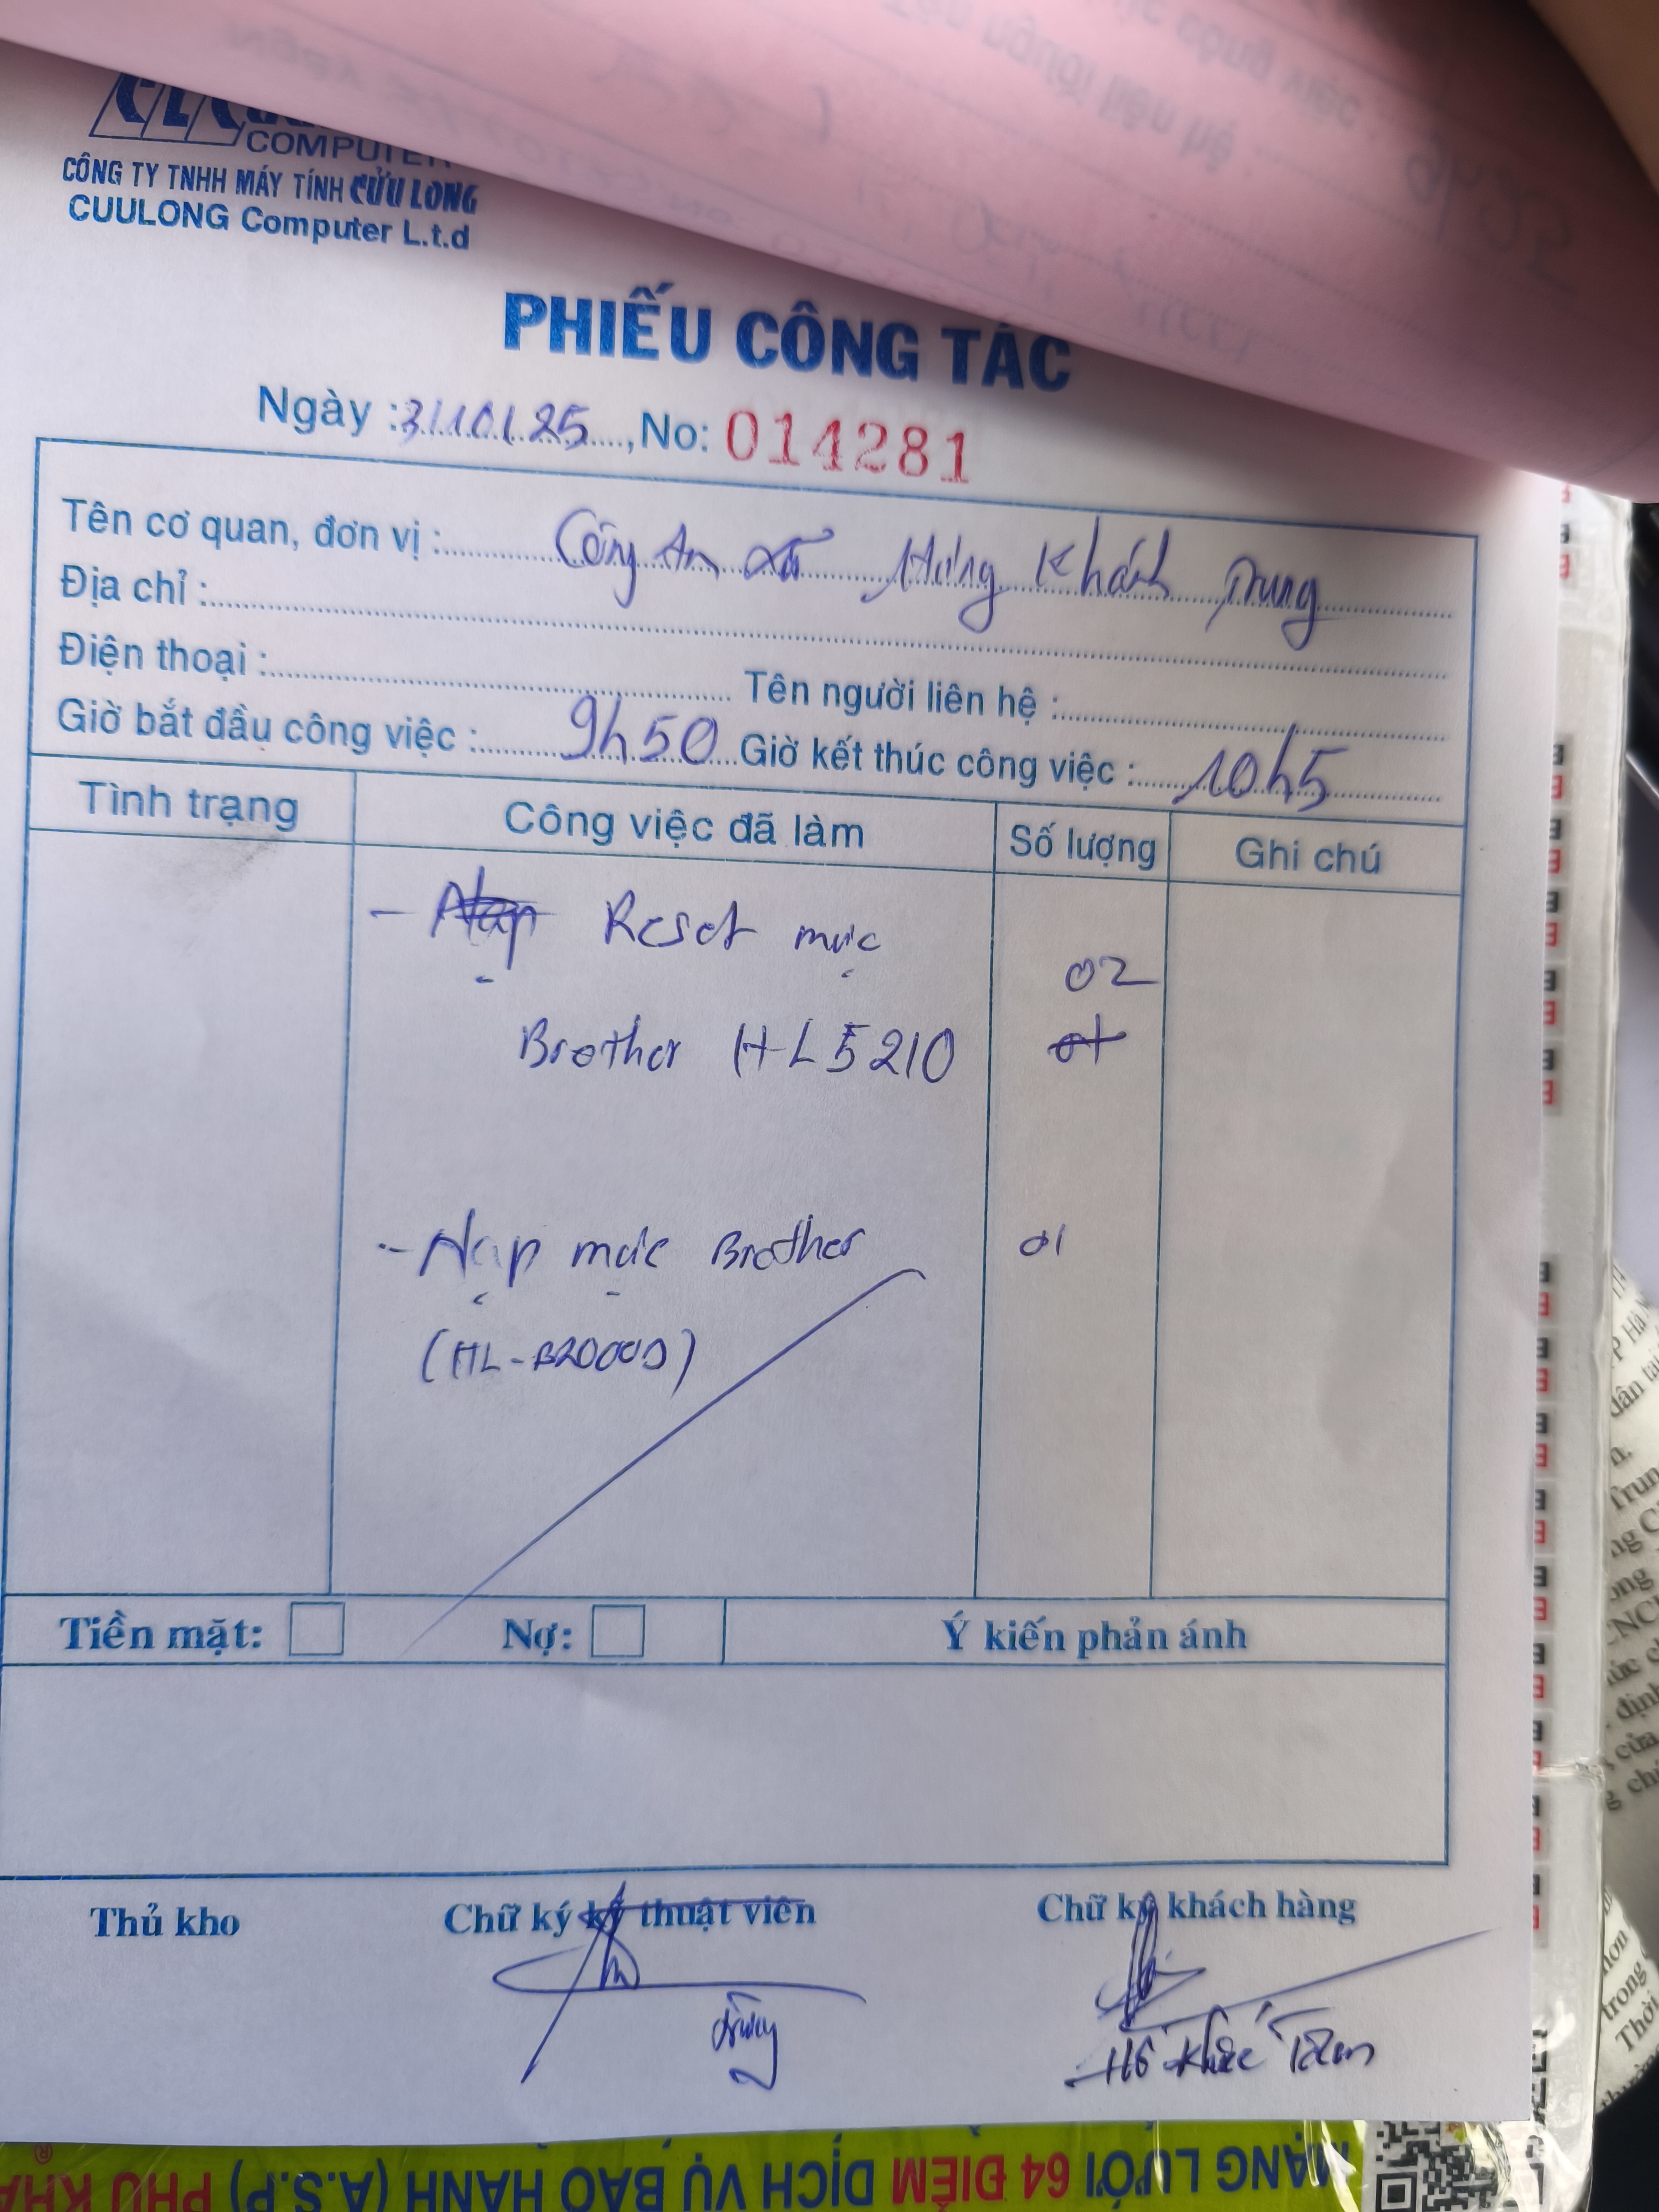 COMPUTER
CÔNG TY TNHH MÁY TÍNH CỬU LONG
CUULONG Computer L.t.d
PHIẾU CÔNG TÁC
Ngày : 31/10/25, No: 014281
Tên cơ quan, đơn vị : Công An xã Hưng Khánh Trung
Địa chỉ :
Điện thoại : Tên người liên hệ :
Giờ bắt đầu công việc : 9h50 Giờ kết thúc công việc : 10h5
Tình trạng Công việc đã làm Số lượng Ghi chú
- Nạp Reset mực 02
Brother HL5210 01
- Nạp mực Brother 01
(HL-B2000D)
Tiền mặt: Nợ: Ý kiến phản ánh
Thủ kho Chữ ký kỹ thuật viên Chữ ký khách hàng
Hồ Khắc
MẠNG LƯỚI 64 ĐIỂM DỊCH VỤ BẢO HÀNH (A.S.P) PHỦ KHẮ